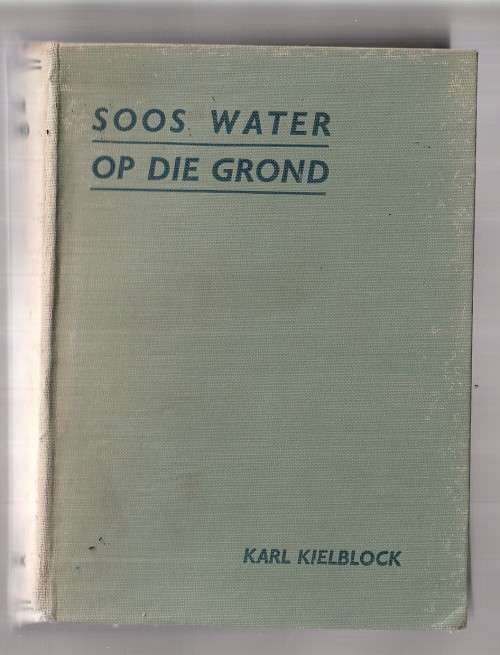 SOOS WATER
OP DIE GROND
KARL KIELBLOCK